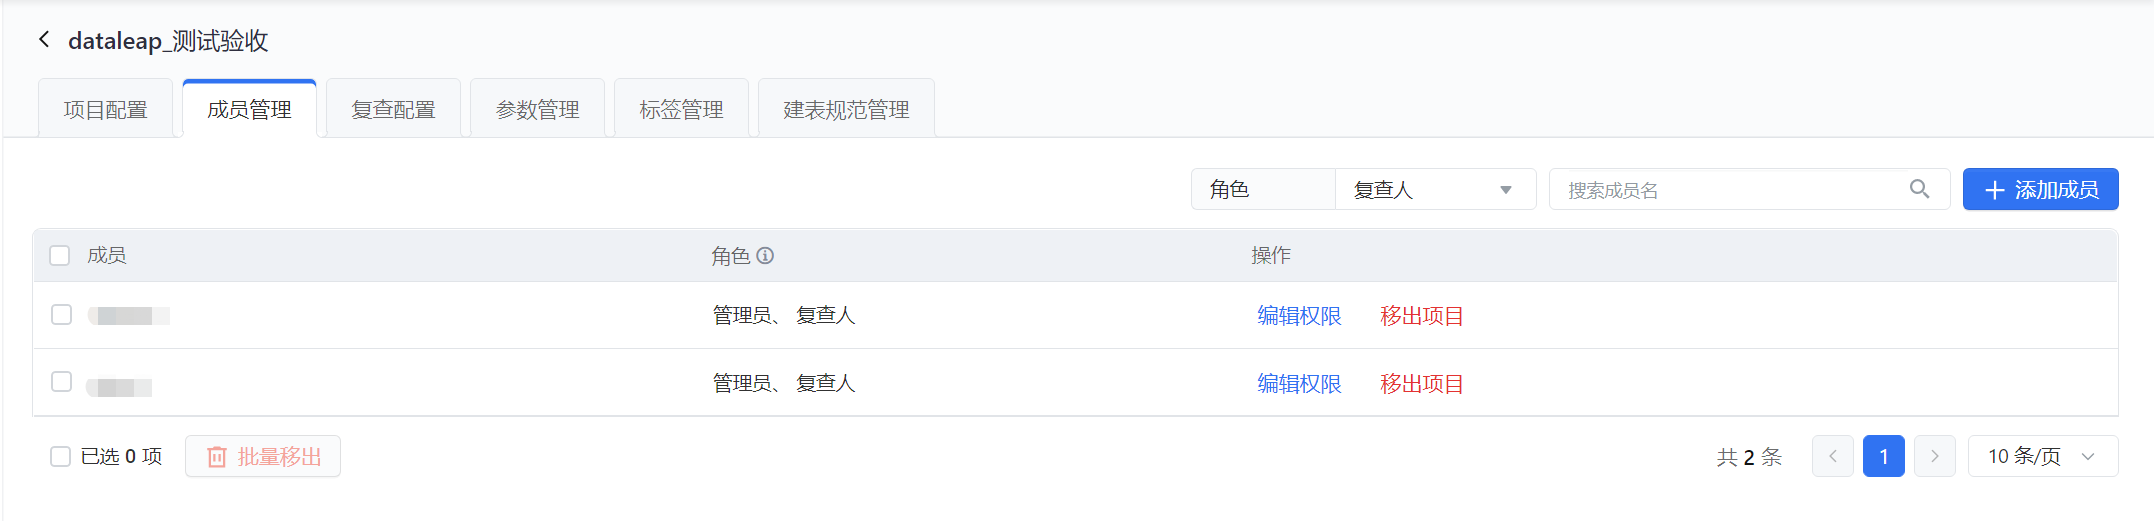 dataleap_测试验收
项目配置 成员管理 复查配置 参数管理 标签管理 建表规范管理
角色 复查人 搜索成员名 添加成员
成员 角色 操作
管理员、 复查人 编辑权限 移出项目
管理员、 复查人 编辑权限 移出项目
已选 0 项 批量移出 共 2 条 1 10 条/页